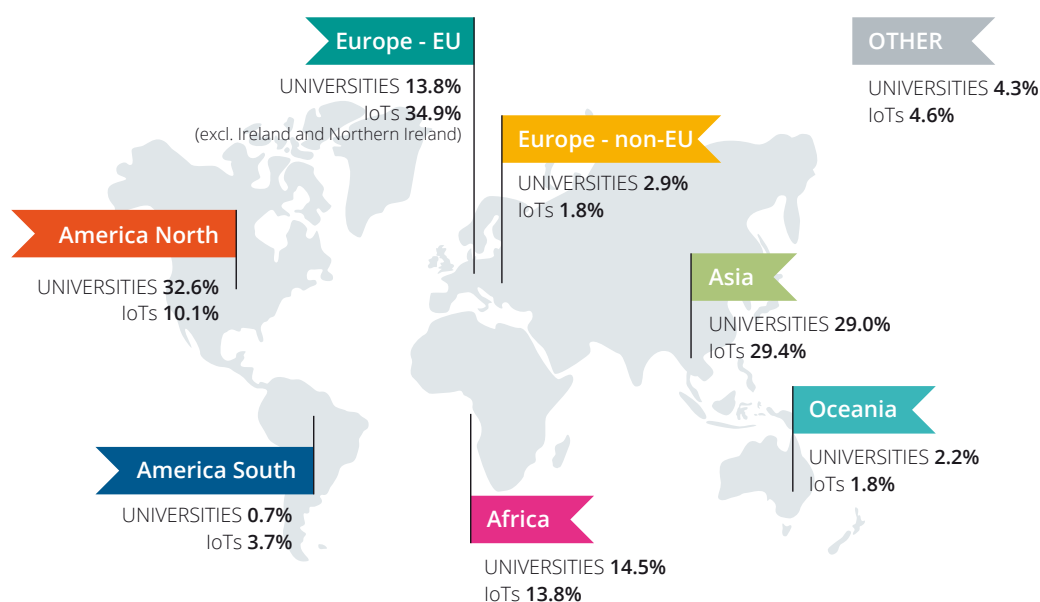 Europe - EU
UNIVERSITIES 13.8%
IoTs 34.9%
(excl. Ireland and Northern Ireland)
OTHER
UNIVERSITIES 4.3%
IoTs 4.6%
Europe - non-EU
UNIVERSITIES 2.9%
IoTs 1.8%
America North
UNIVERSITIES 32.6%
IoTs 10.1%
Asia
UNIVERSITIES 29.0%
IoTs 29.4%
Oceania
UNIVERSITIES 2.2%
IoTs 1.8%
America South
UNIVERSITIES 0.7%
IoTs 3.7%
Africa
UNIVERSITIES 14.5%
IoTs 13.8%